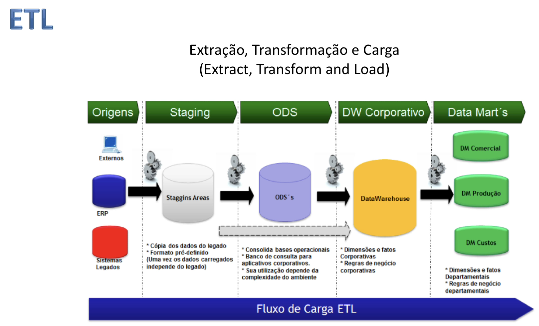 ETL
Extração, Transformação e Carga
(Extract, Transform and Load)
Origens
Staging
ODS
DW Corporativo
Data Mart´s
Externos
ERP
Sistemas
Legados
Staggins Areas
ODS´s
DataWarehouse
DM Comercial
DM Produção
DM Custos
* Cópia dos dados do legado
* Formato pré-definido
(Uma vez os dados carregados
independe do legado)
* Consolida bases operacionais
* Banco de consulta para
aplicativos corporativos.
* Sua utilização depende da
complexidade do ambiente
* Dimensões e fatos
Corporativas
* Regras de negócio
corporativas
* Dimensões e fatos
Departamentais
* Regras de negócio
departamentais
Fluxo de Carga ETL